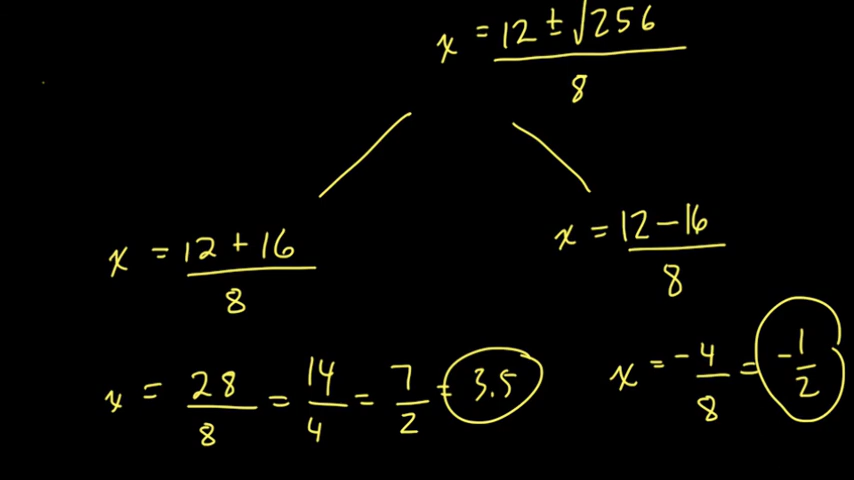 x = 12 ± √256
8
x = 12 + 16
8
x = 12 - 16
8
x = 28/8 = 14/4 = 7/2 = 3.5
x = -4/8 = -1/2